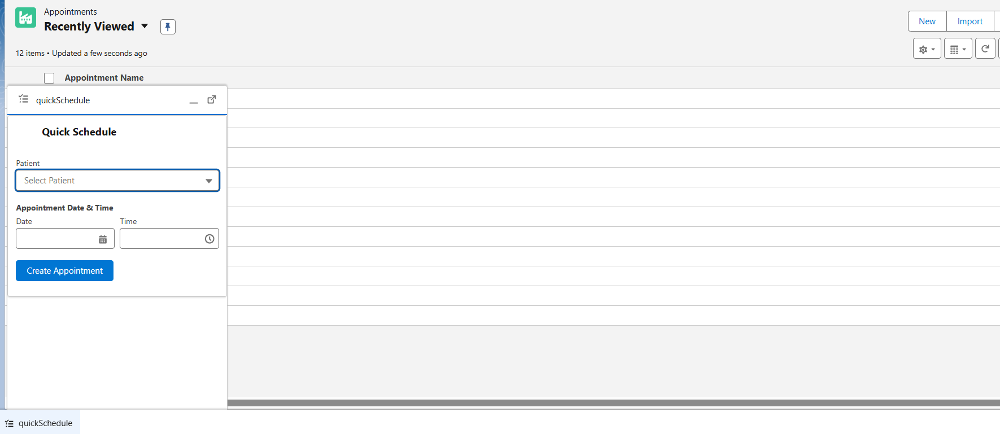 Appointments
Recently Viewed
New
Import
12 items • Updated a few seconds ago
Appointment Name
quickSchedule
Quick Schedule
Patient
Select Patient
Appointment Date & Time
Date
Time
Create Appointment
quickSchedule